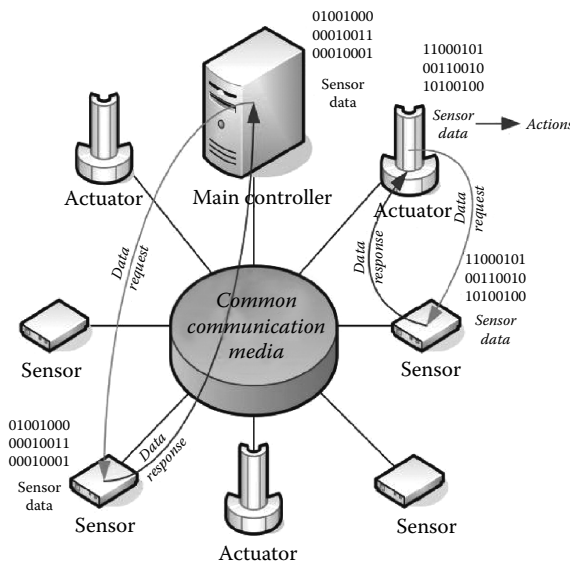 01001000
00010011
00010001
Sensor
data
11000101
00110010
10100100
Sensor
data
Actions
Actuator
Main controller
Actuator
Data
request
Data
response
Data
request
11000101
00110010
10100100
Sensor
data
Common
communication
media
Sensor
Sensor
01001000
00010011
00010001
Sensor
data
Data
response
Sensor
Actuator
Sensor